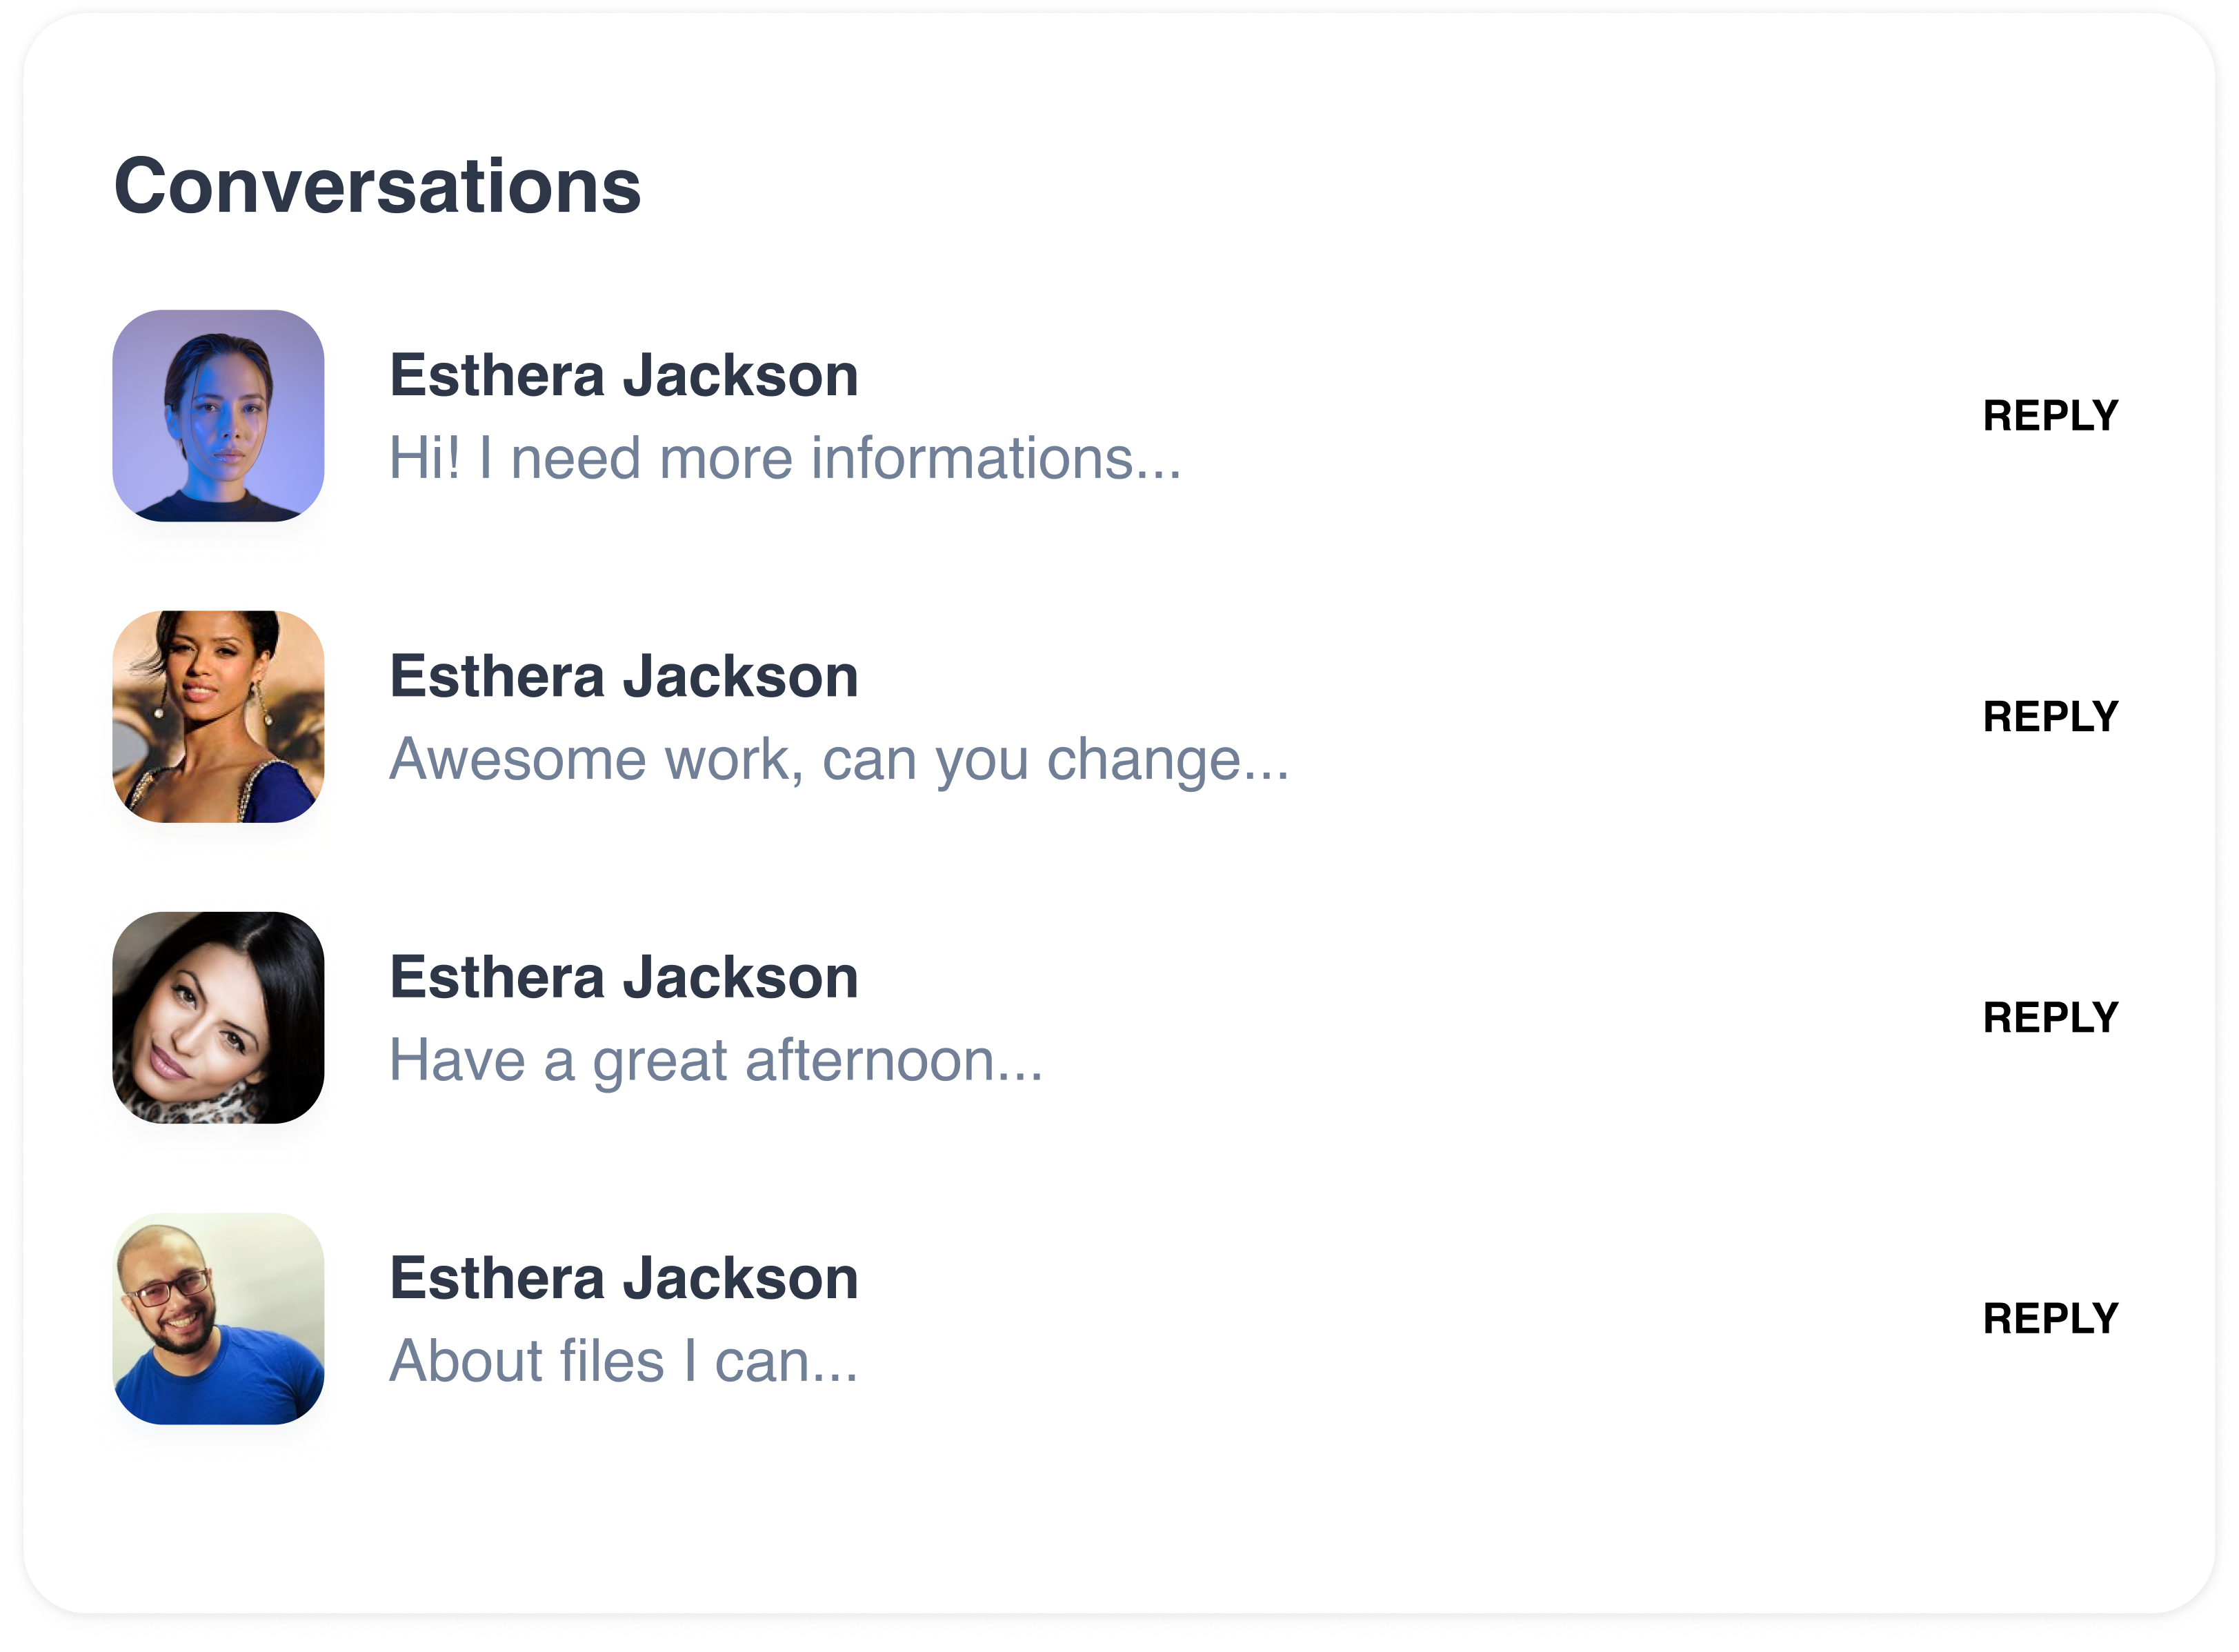 Conversations
Esthera Jackson
Hi! I need more informations...
REPLY
Esthera Jackson
Awesome work, can you change...
REPLY
Esthera Jackson
Have a great afternoon...
REPLY
Esthera Jackson
About files I can...
REPLY